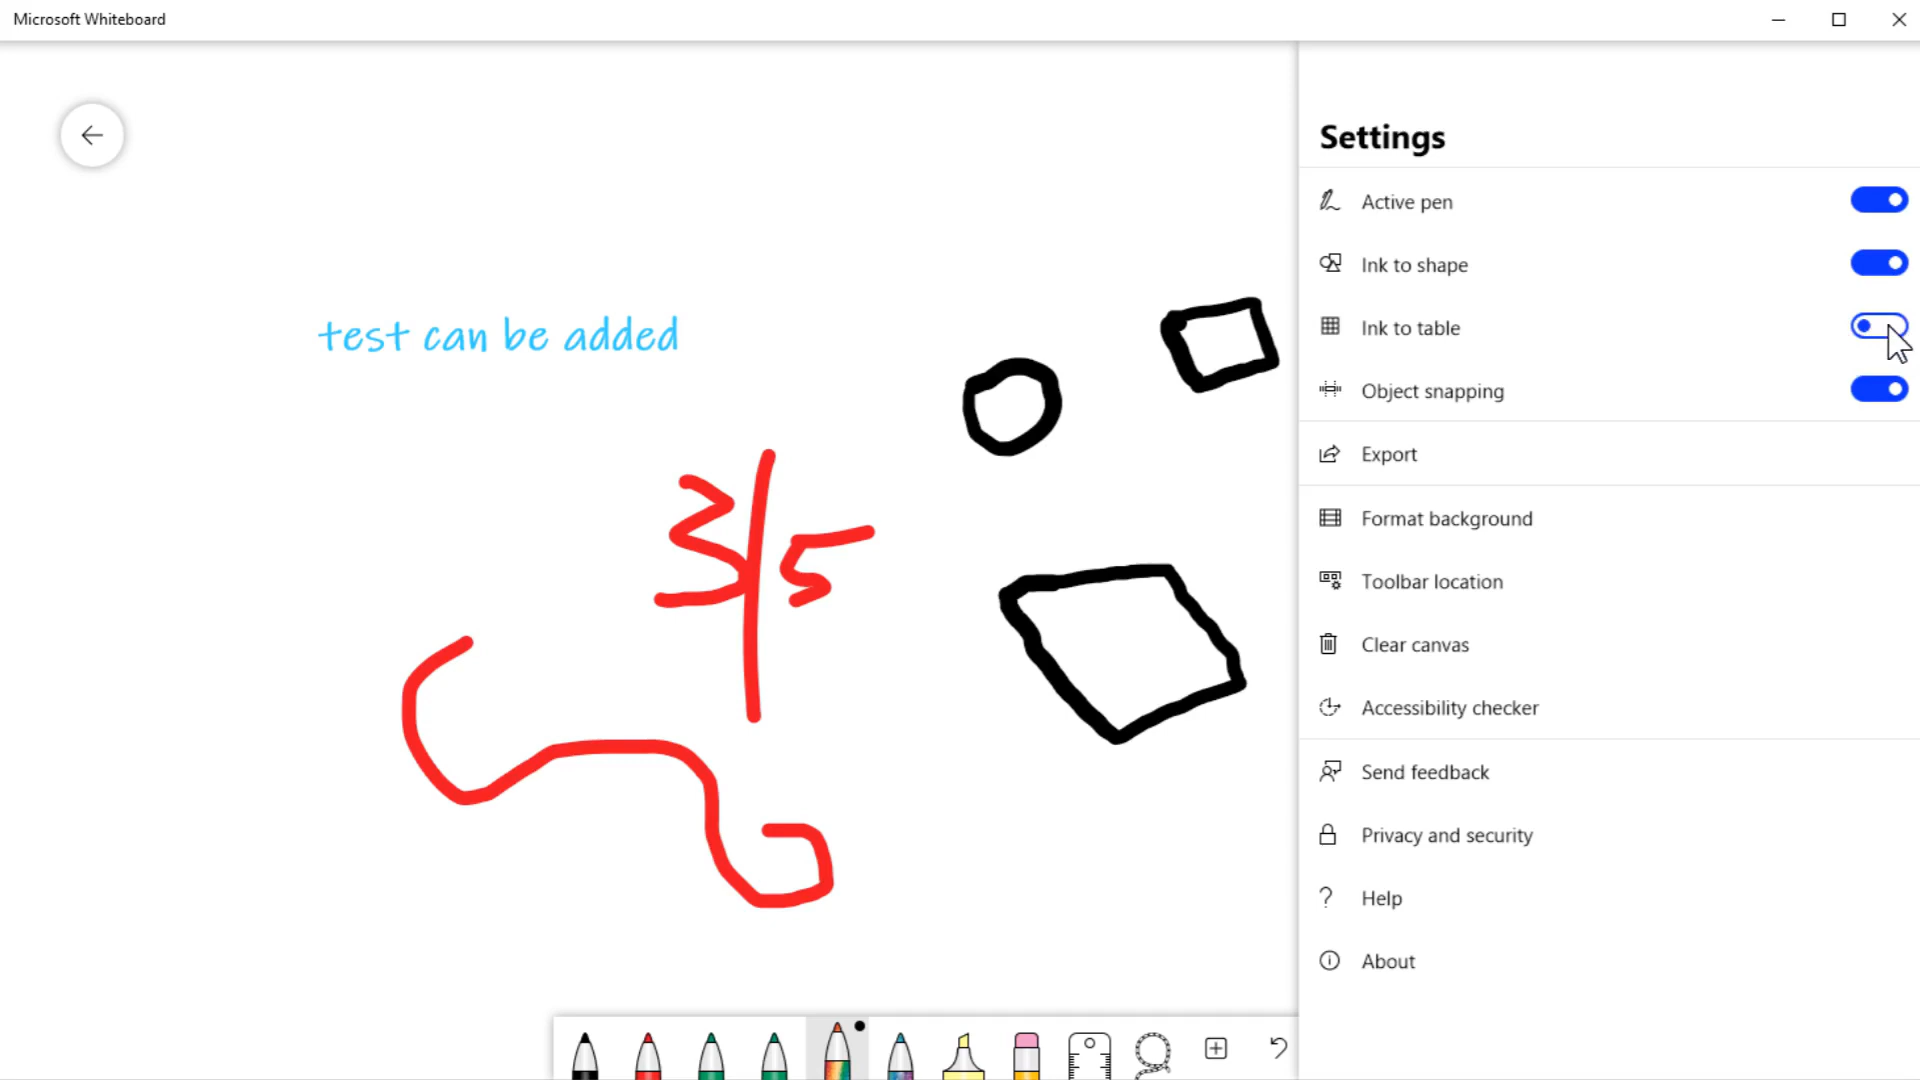 Microsoft Whiteboard
Settings
Active pen
Ink to shape
test can be added
Ink to table
Object snapping
Export
3/5
Format background
Toolbar location
Clear canvas
Accessibility checker
Send feedback
Privacy and security
Help
About